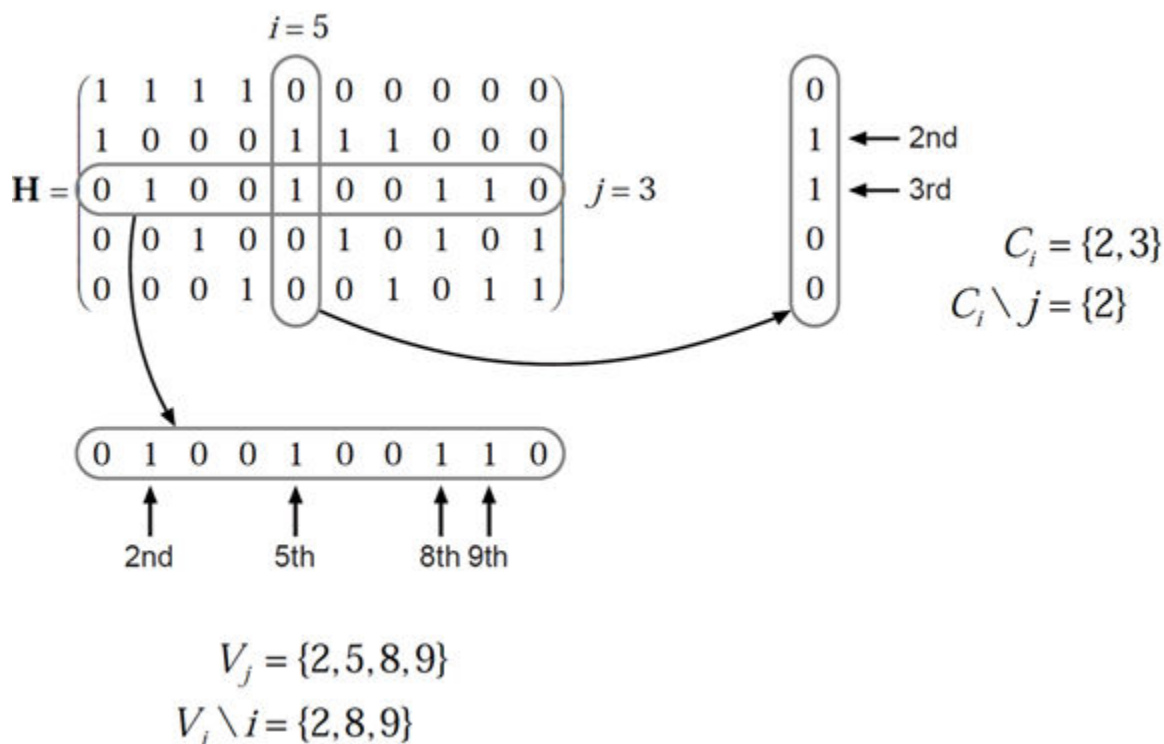 i = 5
1 1 1 1 0 0 0 0 0 0
1 0 0 0 1 1 1 0 0 0
H = 0 1 0 0 1 0 0 1 1 0 j = 3
0 0 1 0 0 1 0 1 0 1
0 0 0 1 0 0 1 0 1 1
0
1 2nd
1 3rd
0
0
C_i = {2,3}
C_i \ j = {2}
0 1 0 0 1 0 0 1 1 0
2nd 5th 8th 9th
V_j = {2,5,8,9}
V_j \ i = {2,8,9}